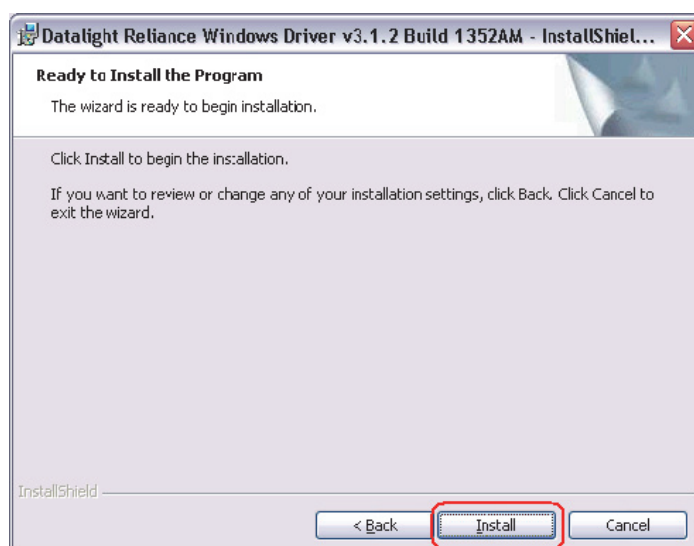 Datalight Reliance Windows Driver v3.1.2 Build 1352AM - InstallShiel...
Ready to Install the Program
The wizard is ready to begin installation.
Click Install to begin the installation.
If you want to review or change any of your installation settings, click Back. Click Cancel to
exit the wizard.
InstallShield
< Back
Install
Cancel